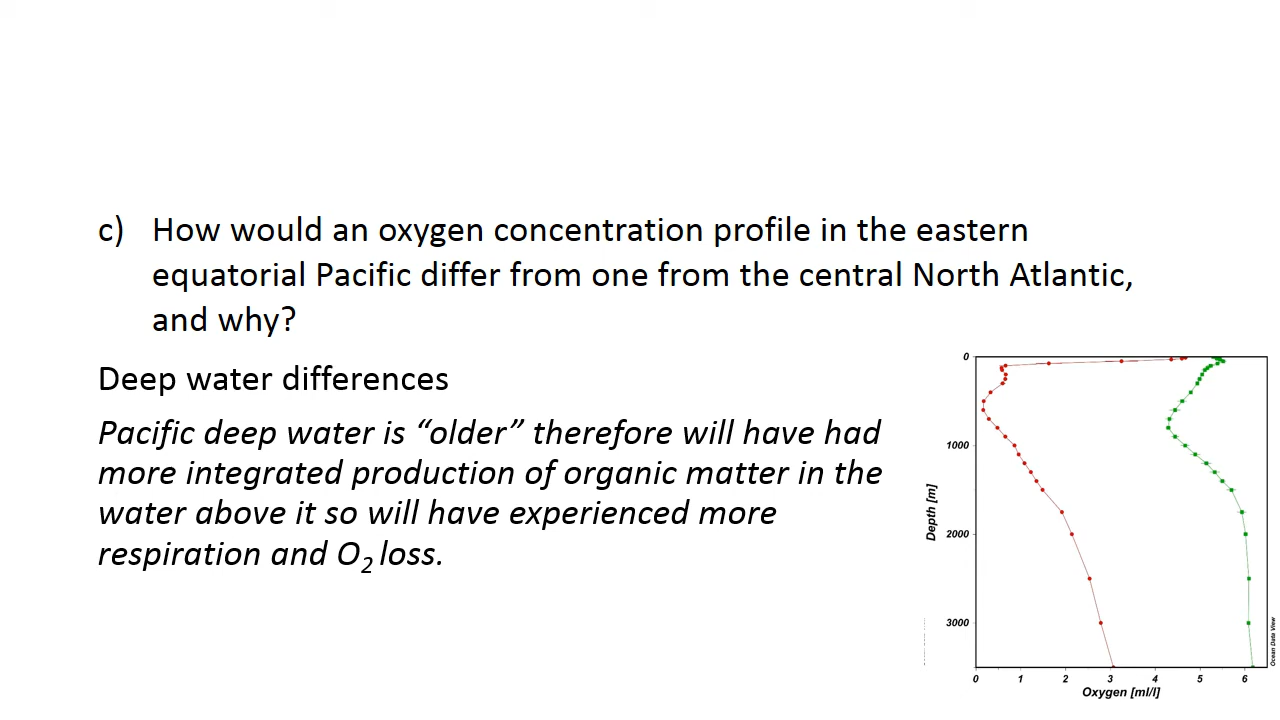 c) How would an oxygen concentration profile in the eastern
equatorial Pacific differ from one from the central North Atlantic,
and why?
Deep water differences
Pacific deep water is “older” therefore will have had
more integrated production of organic matter in the
water above it so will have experienced more
respiration and O2 loss.
0
1000
2000
3000
Depth [m]
0 1 2 3 4 5 6
Oxygen [ml/l]
Ocean Data View